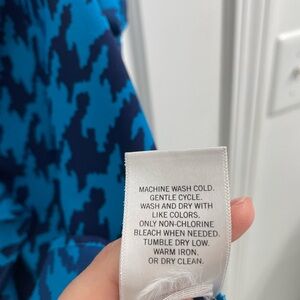 MACHINE WASH COLD.
GENTLE CYCLE.
WASH AND DRY WITH
LIKE COLORS.
ONLY NON-CHLORINE
BLEACH WHEN NEEDED.
TUMBLE DRY LOW.
WARM IRON.
OR DRY CLEAN.